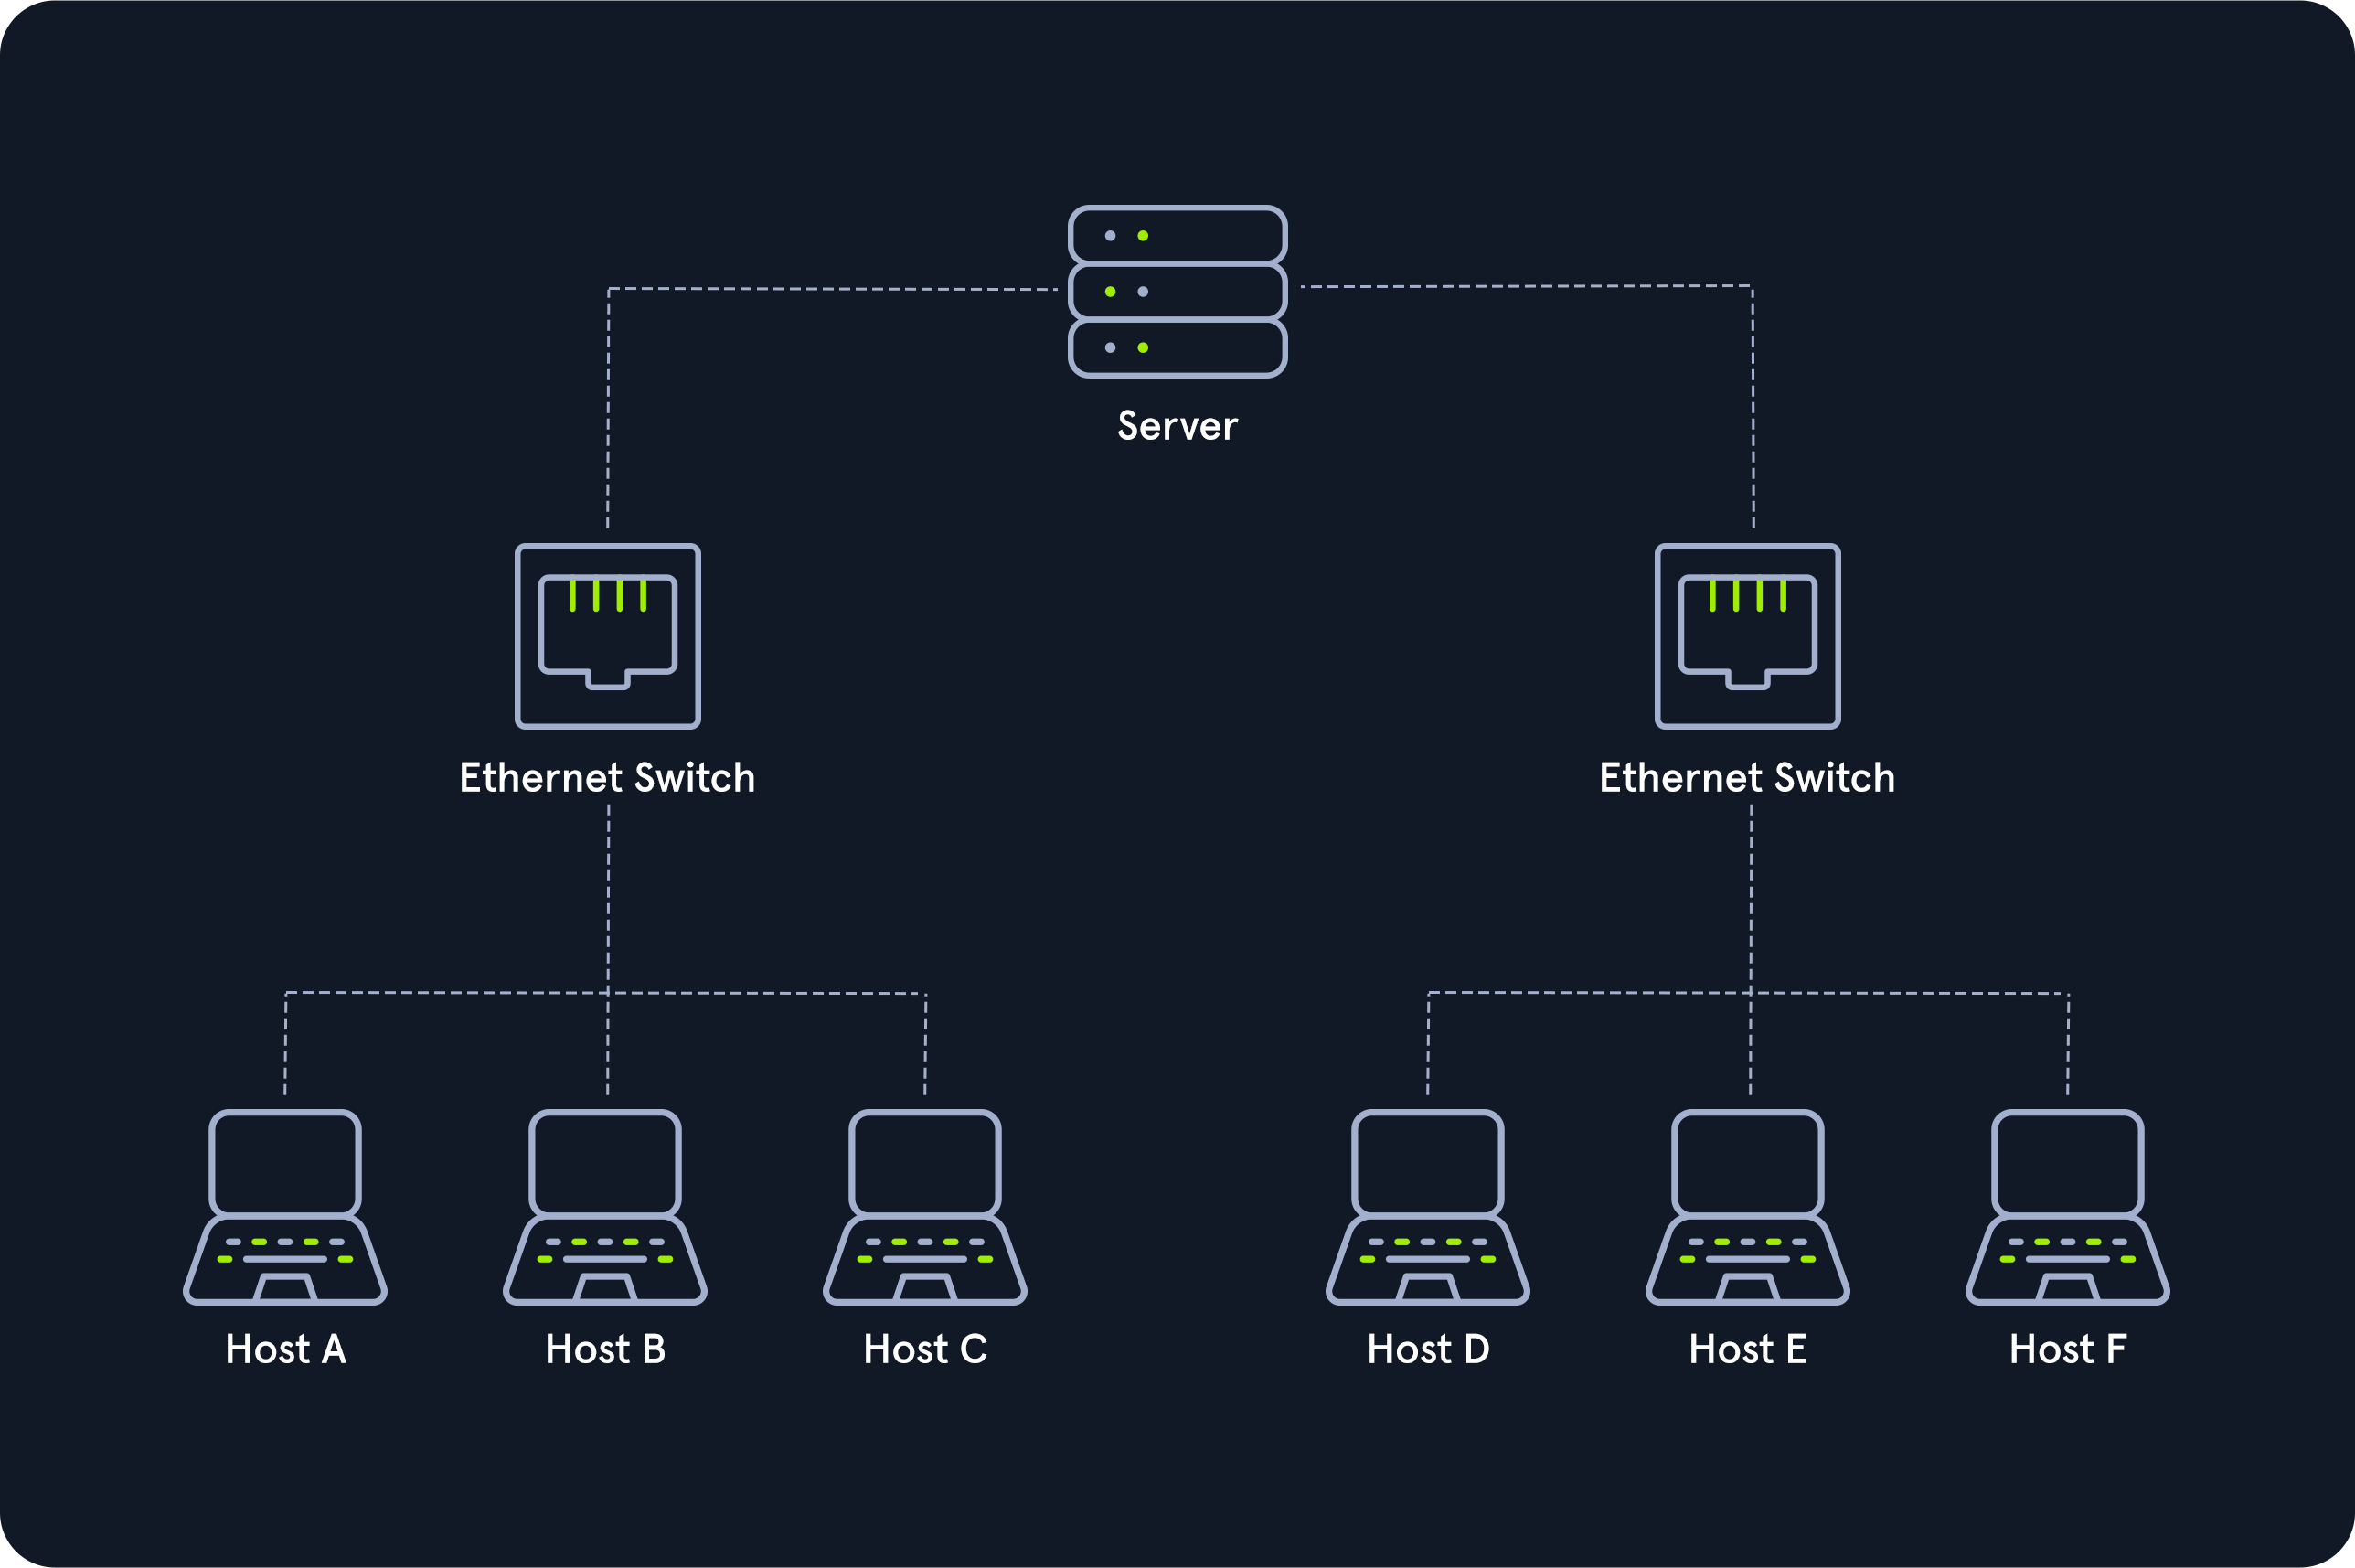 Server
Ethernet Switch
Ethernet Switch
Host A
Host B
Host C
Host D
Host E
Host F